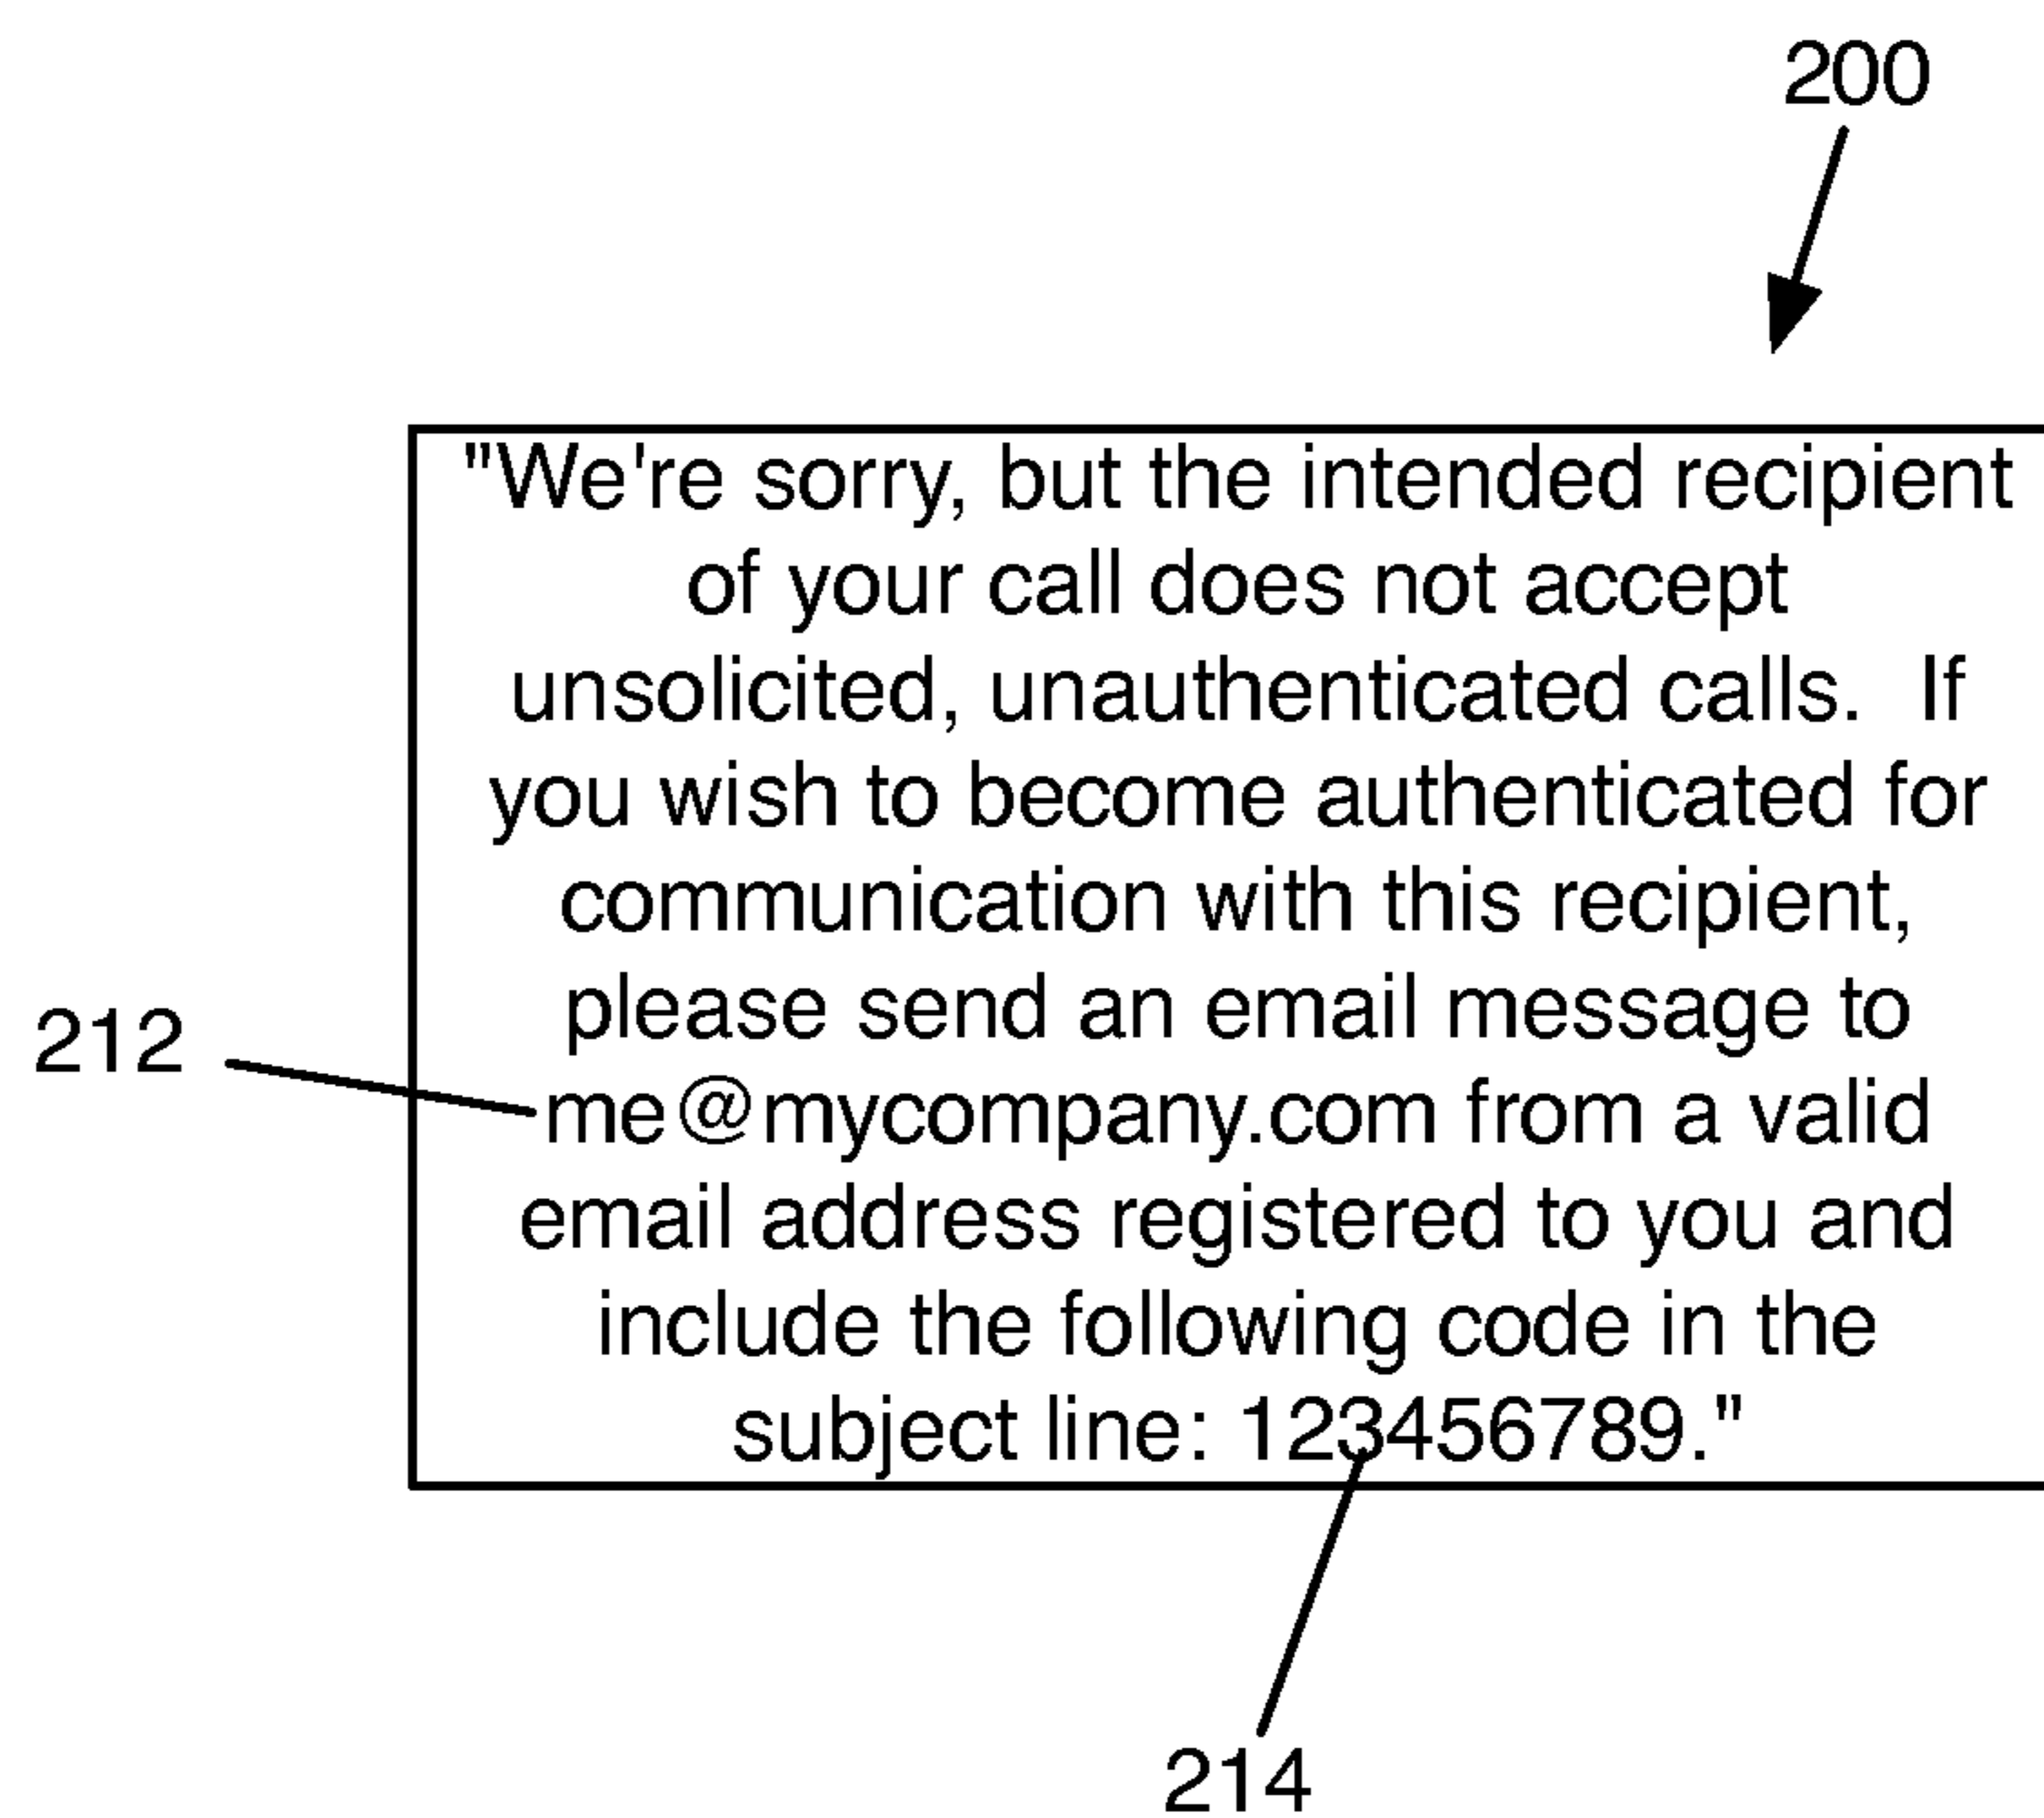 200
"We're sorry, but the intended recipient
of your call does not accept
unsolicited, unauthenticated calls.  If
you wish to become authenticated for
communication with this recipient,
please send an email message to
212
me@mycompany.com from a valid
email address registered to you and
include the following code in the
subject line: 123456789."
214